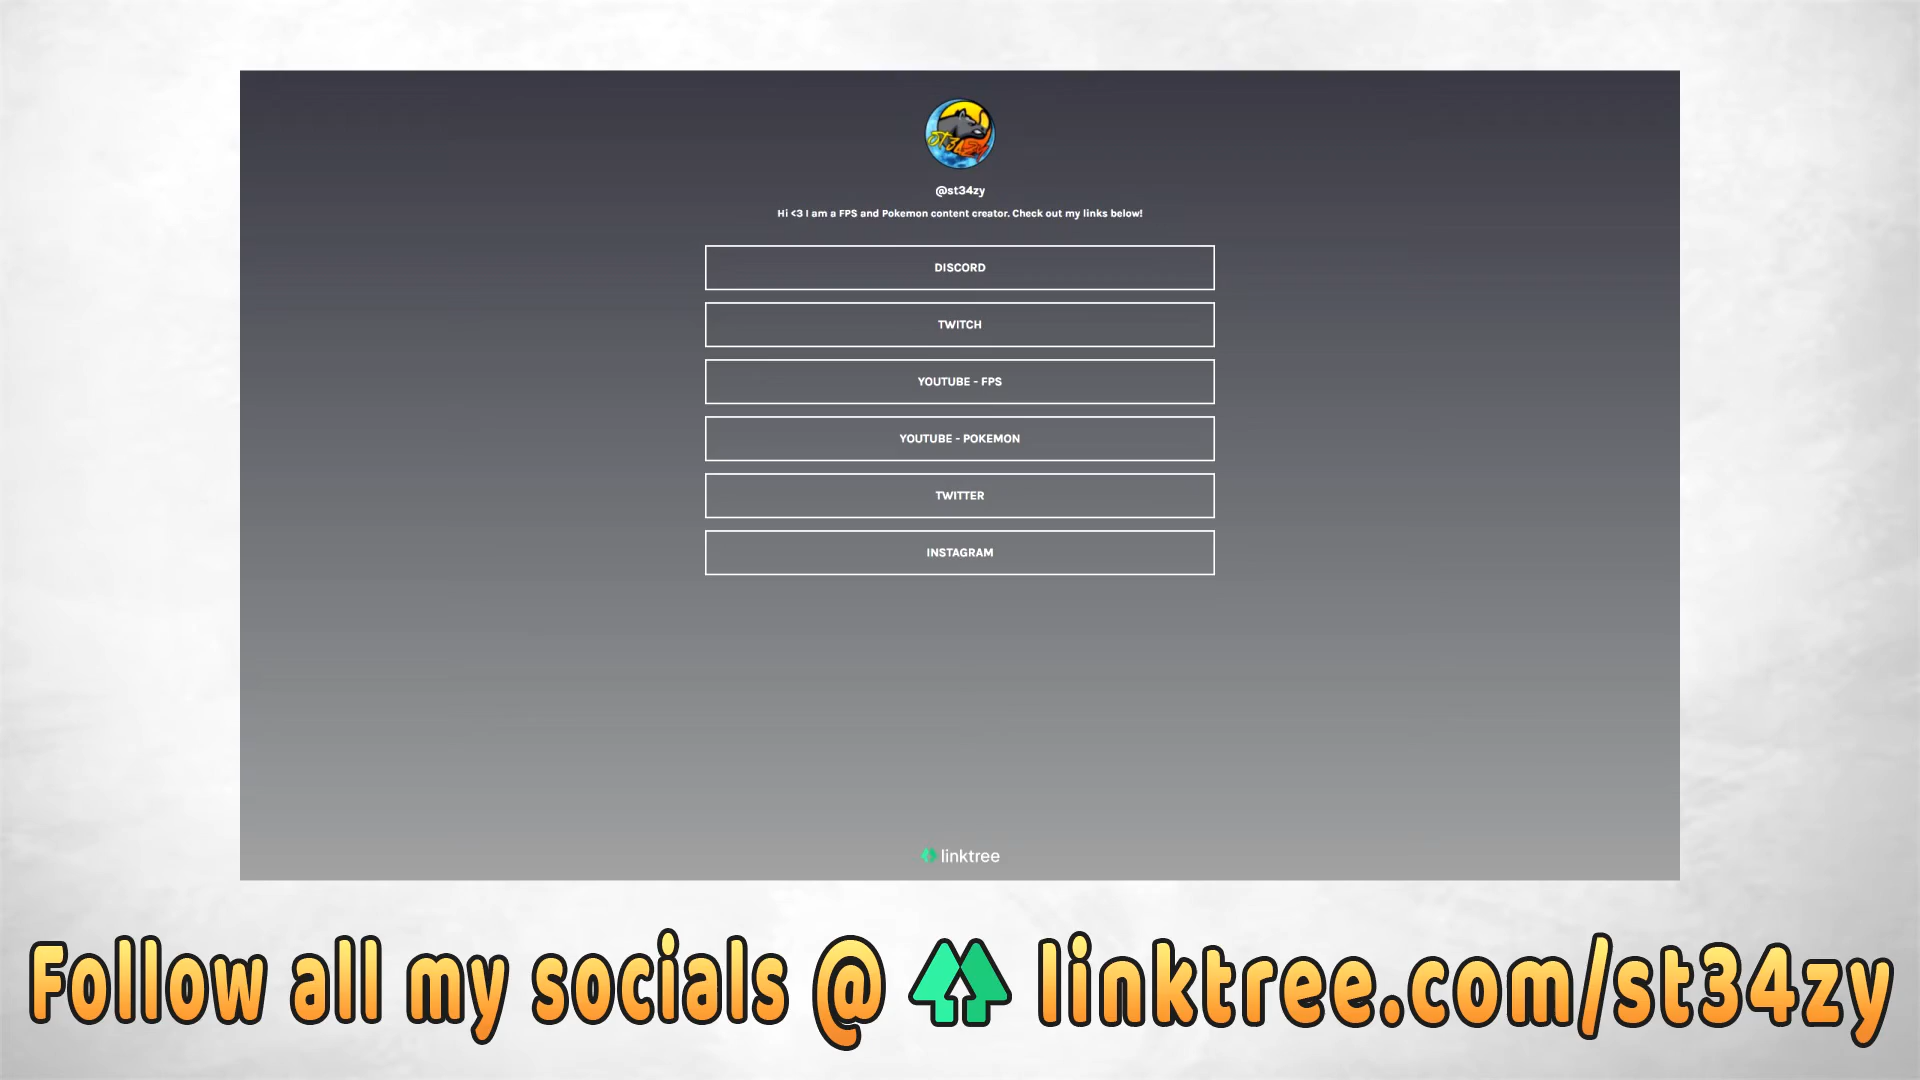 St34Zy
@st34zy
Hi <3 I am a FPS and Pokemon content creator. Check out my links below!
DISCORD
TWITCH
YOUTUBE - FPS
YOUTUBE - POKEMON
TWITTER
INSTAGRAM
linktree
Follow all my socials @ linktree.com/st34zy